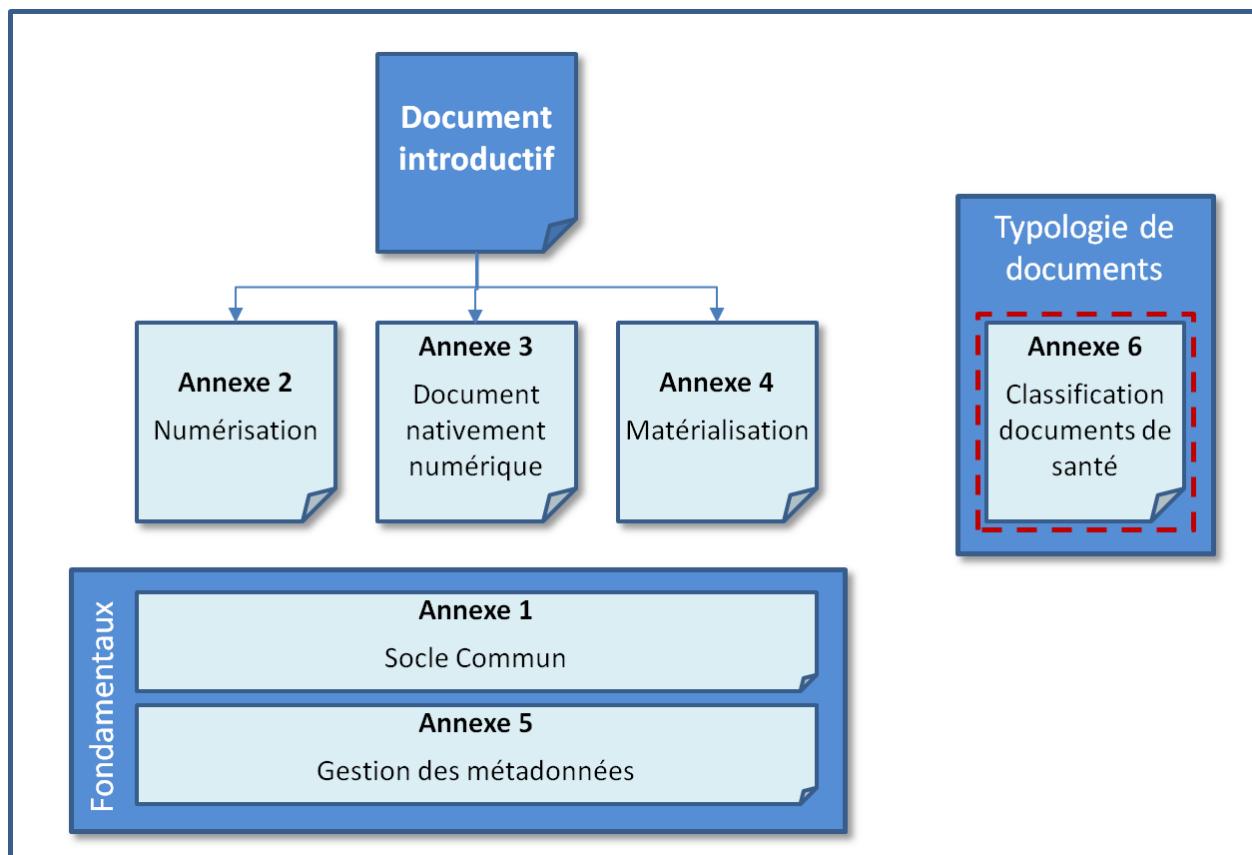 Document
introductif
Typologie de
documents
Annexe 2
Numérisation
Annexe 3
Document
nativement
numérique
Annexe 4
Matérialisation
Annexe 6
Classification
documents de
santé
Fondamentaux
Annexe 1
Socle Commun
Annexe 5
Gestion des métadonnées